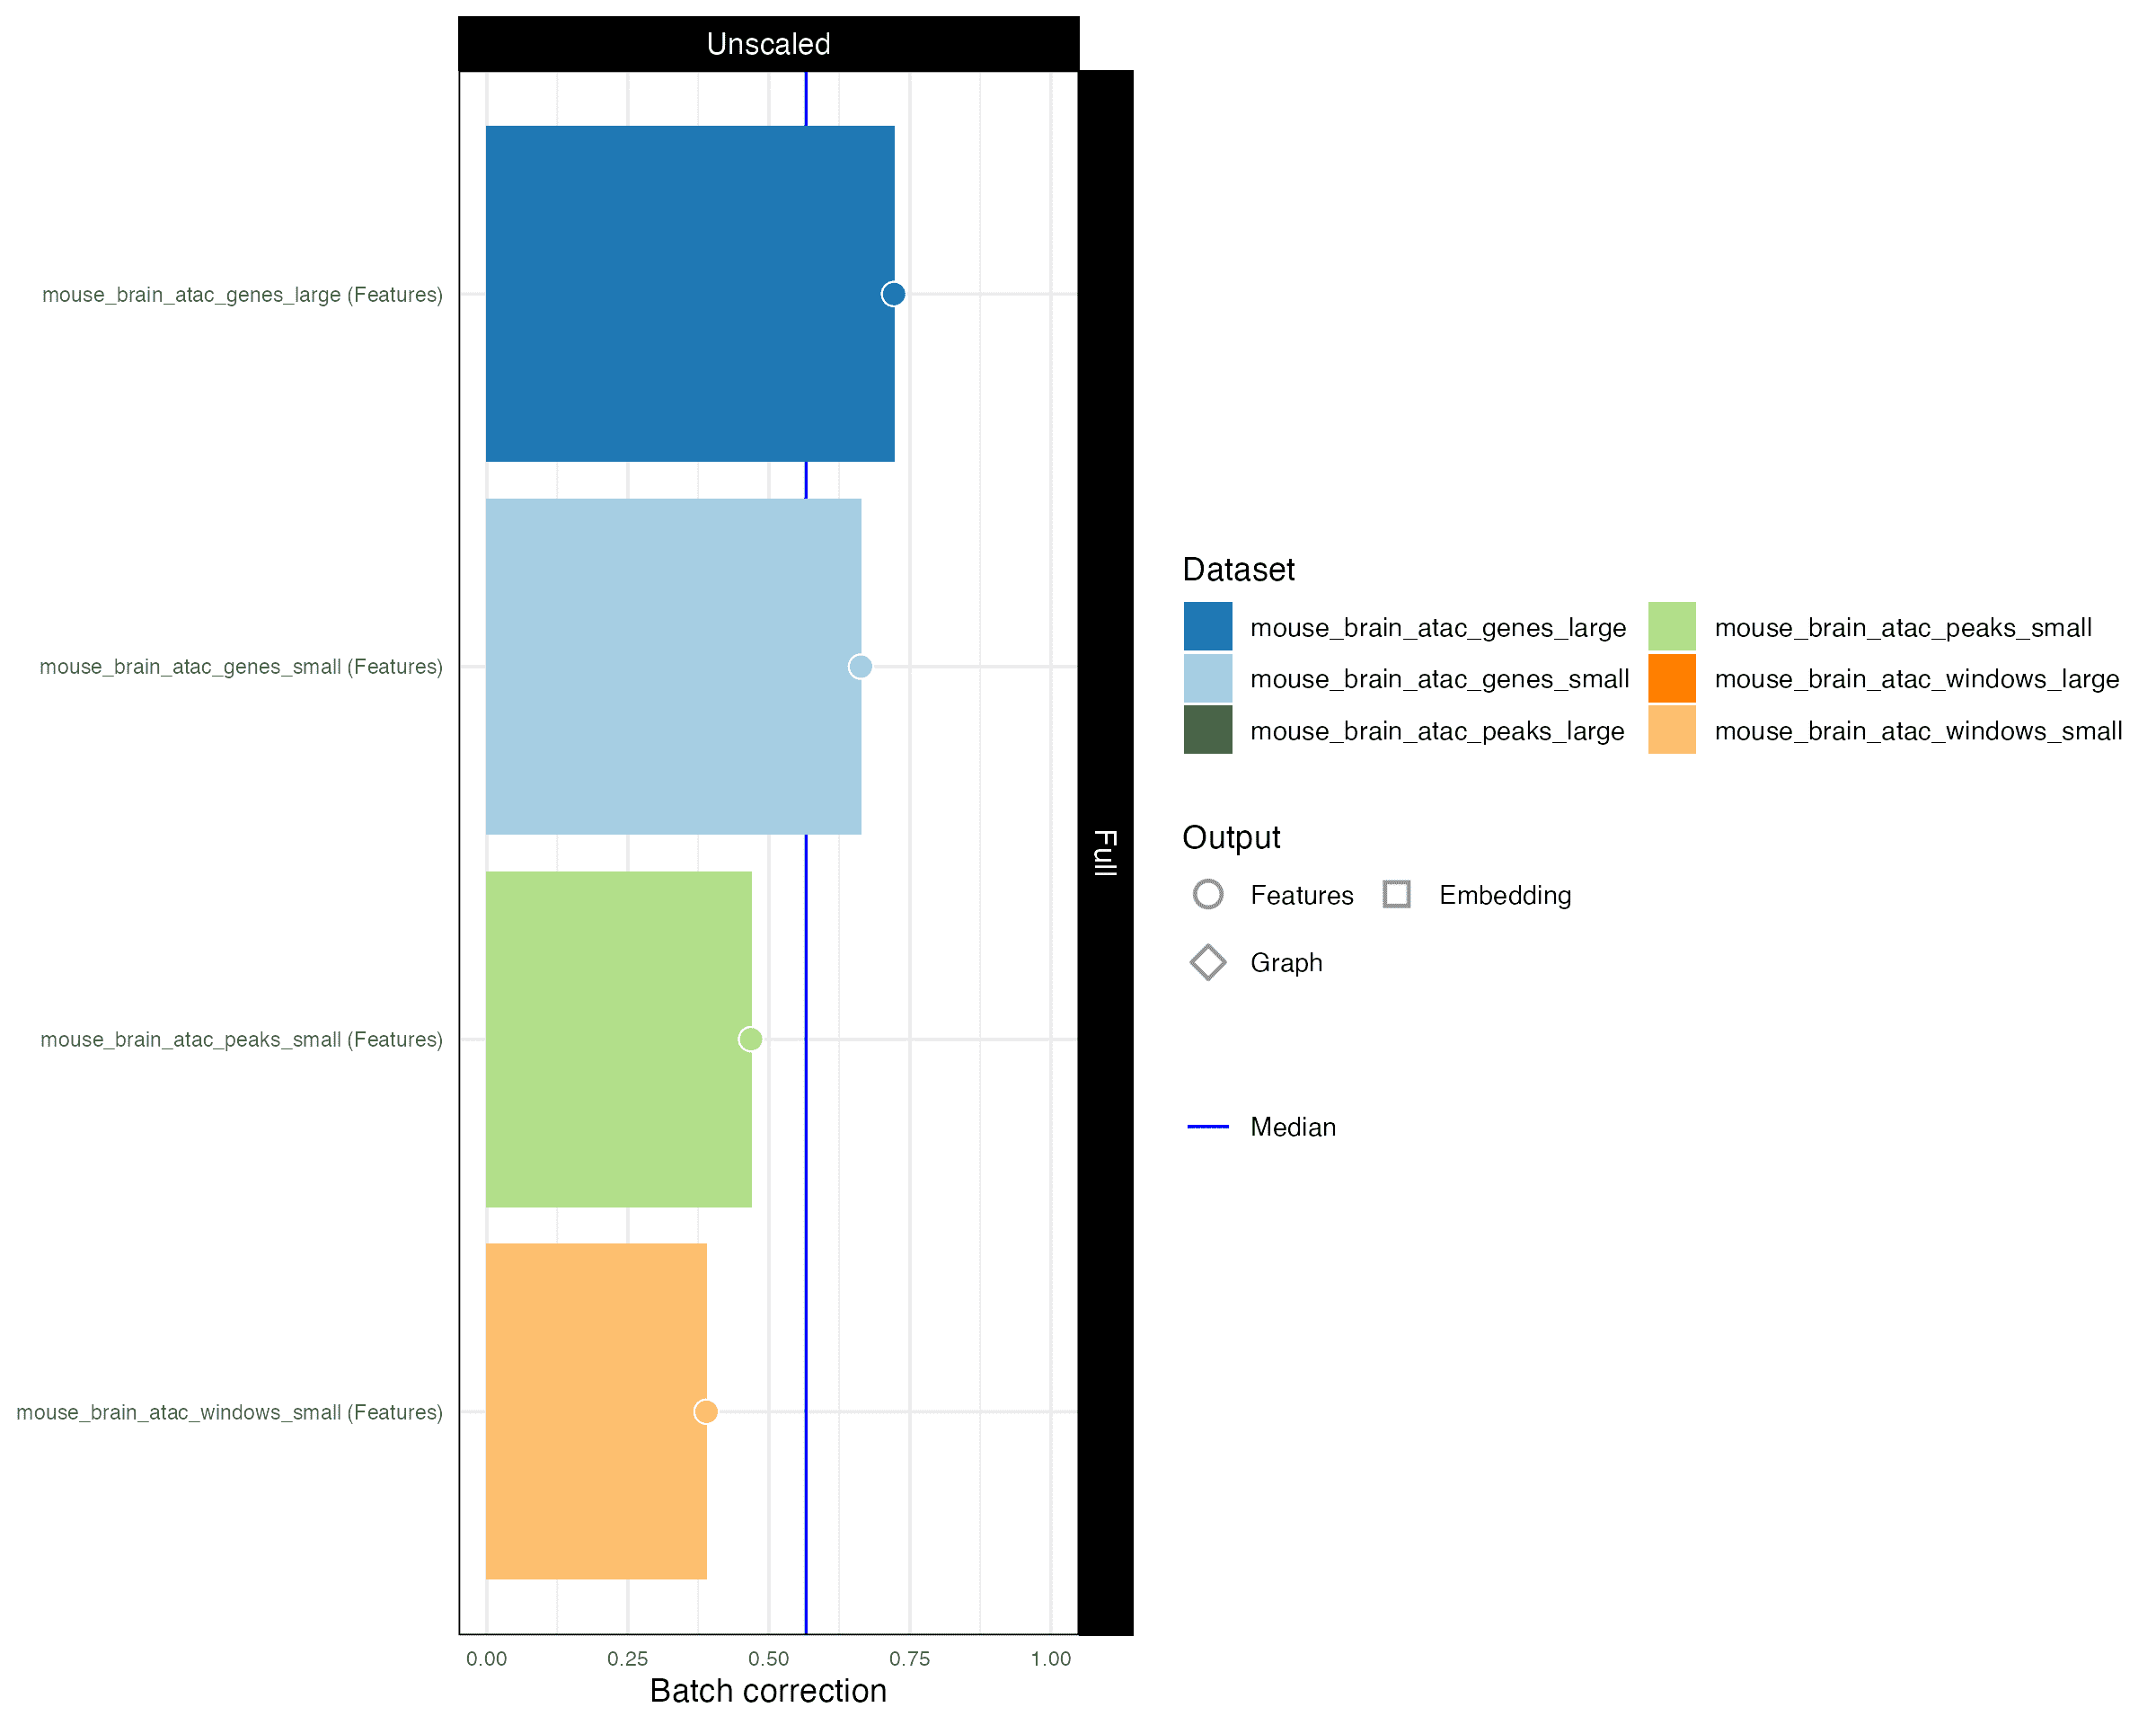 Unscaled
mouse_brain_atac_genes_large (Features)
mouse_brain_atac_genes_small (Features)
mouse_brain_atac_peaks_small (Features)
mouse_brain_atac_windows_small (Features)
0.00 0.25 0.50 0.75 1.00
Batch correction
Full
Dataset
mouse_brain_atac_genes_large mouse_brain_atac_peaks_small
mouse_brain_atac_genes_small mouse_brain_atac_windows_large
mouse_brain_atac_peaks_large mouse_brain_atac_windows_small
Output
Features Embedding
Graph
Median